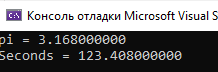 Консоль отладки Microsoft Visual S
pi = 3.168000000
Seconds = 123.408000000